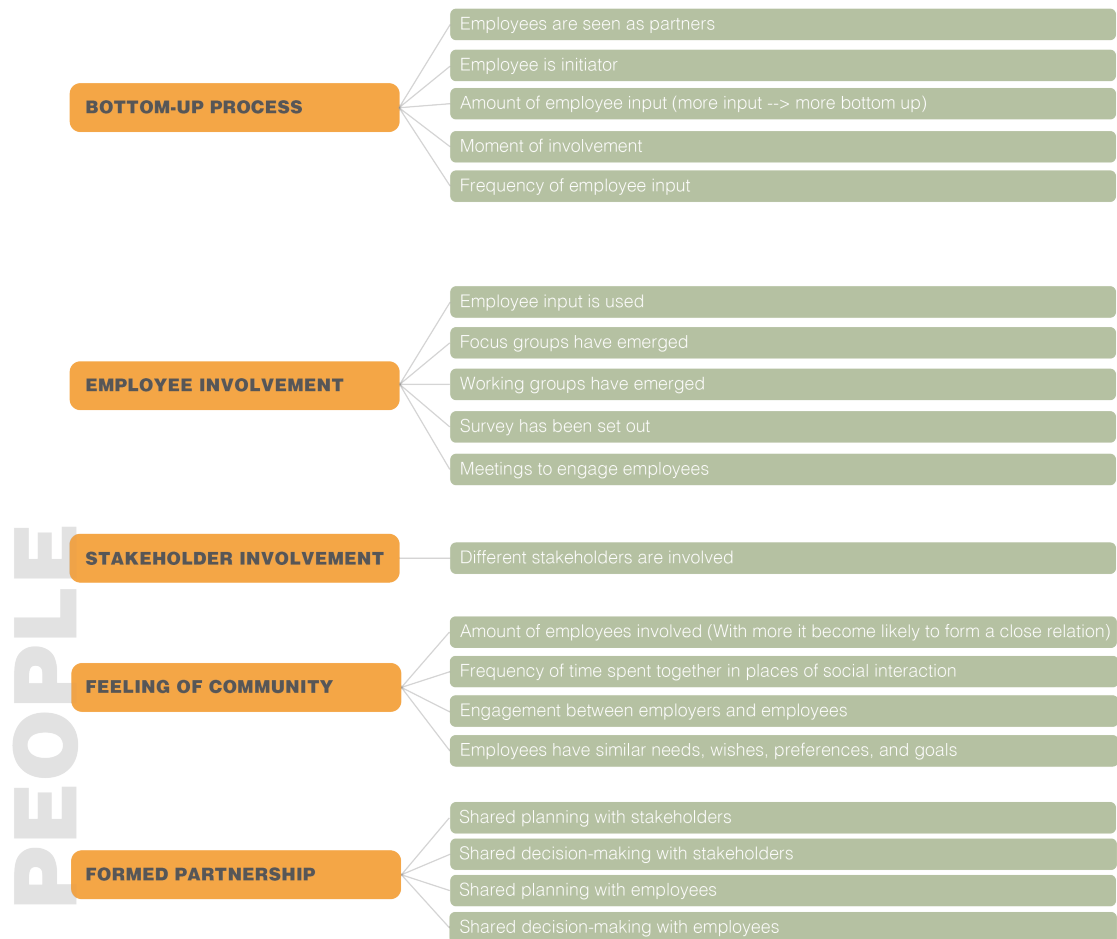 BOTTOM-UP PROCESS
Employees are seen as partners
Employee is initiator
Amount of employee input (more input --> more bottom up)
Moment of involvement
Frequency of employee input
EMPLOYEE INVOLVEMENT
Employee input is used
Focus groups have emerged
Working groups have emerged
Survey has been set out
Meetings to engage employees
PEOPLE
STAKEHOLDER INVOLVEMENT
Different stakeholders are involved
FEELING OF COMMUNITY
Amount of employees involved (With more it become likely to form a close relation)
Frequency of time spent together in places of social interaction
Engagement between employers and employees
Employees have similar needs, wishes, preferences, and goals
FORMED PARTNERSHIP
Shared planning with stakeholders
Shared decision-making with stakeholders
Shared planning with employees
Shared decision-making with employees